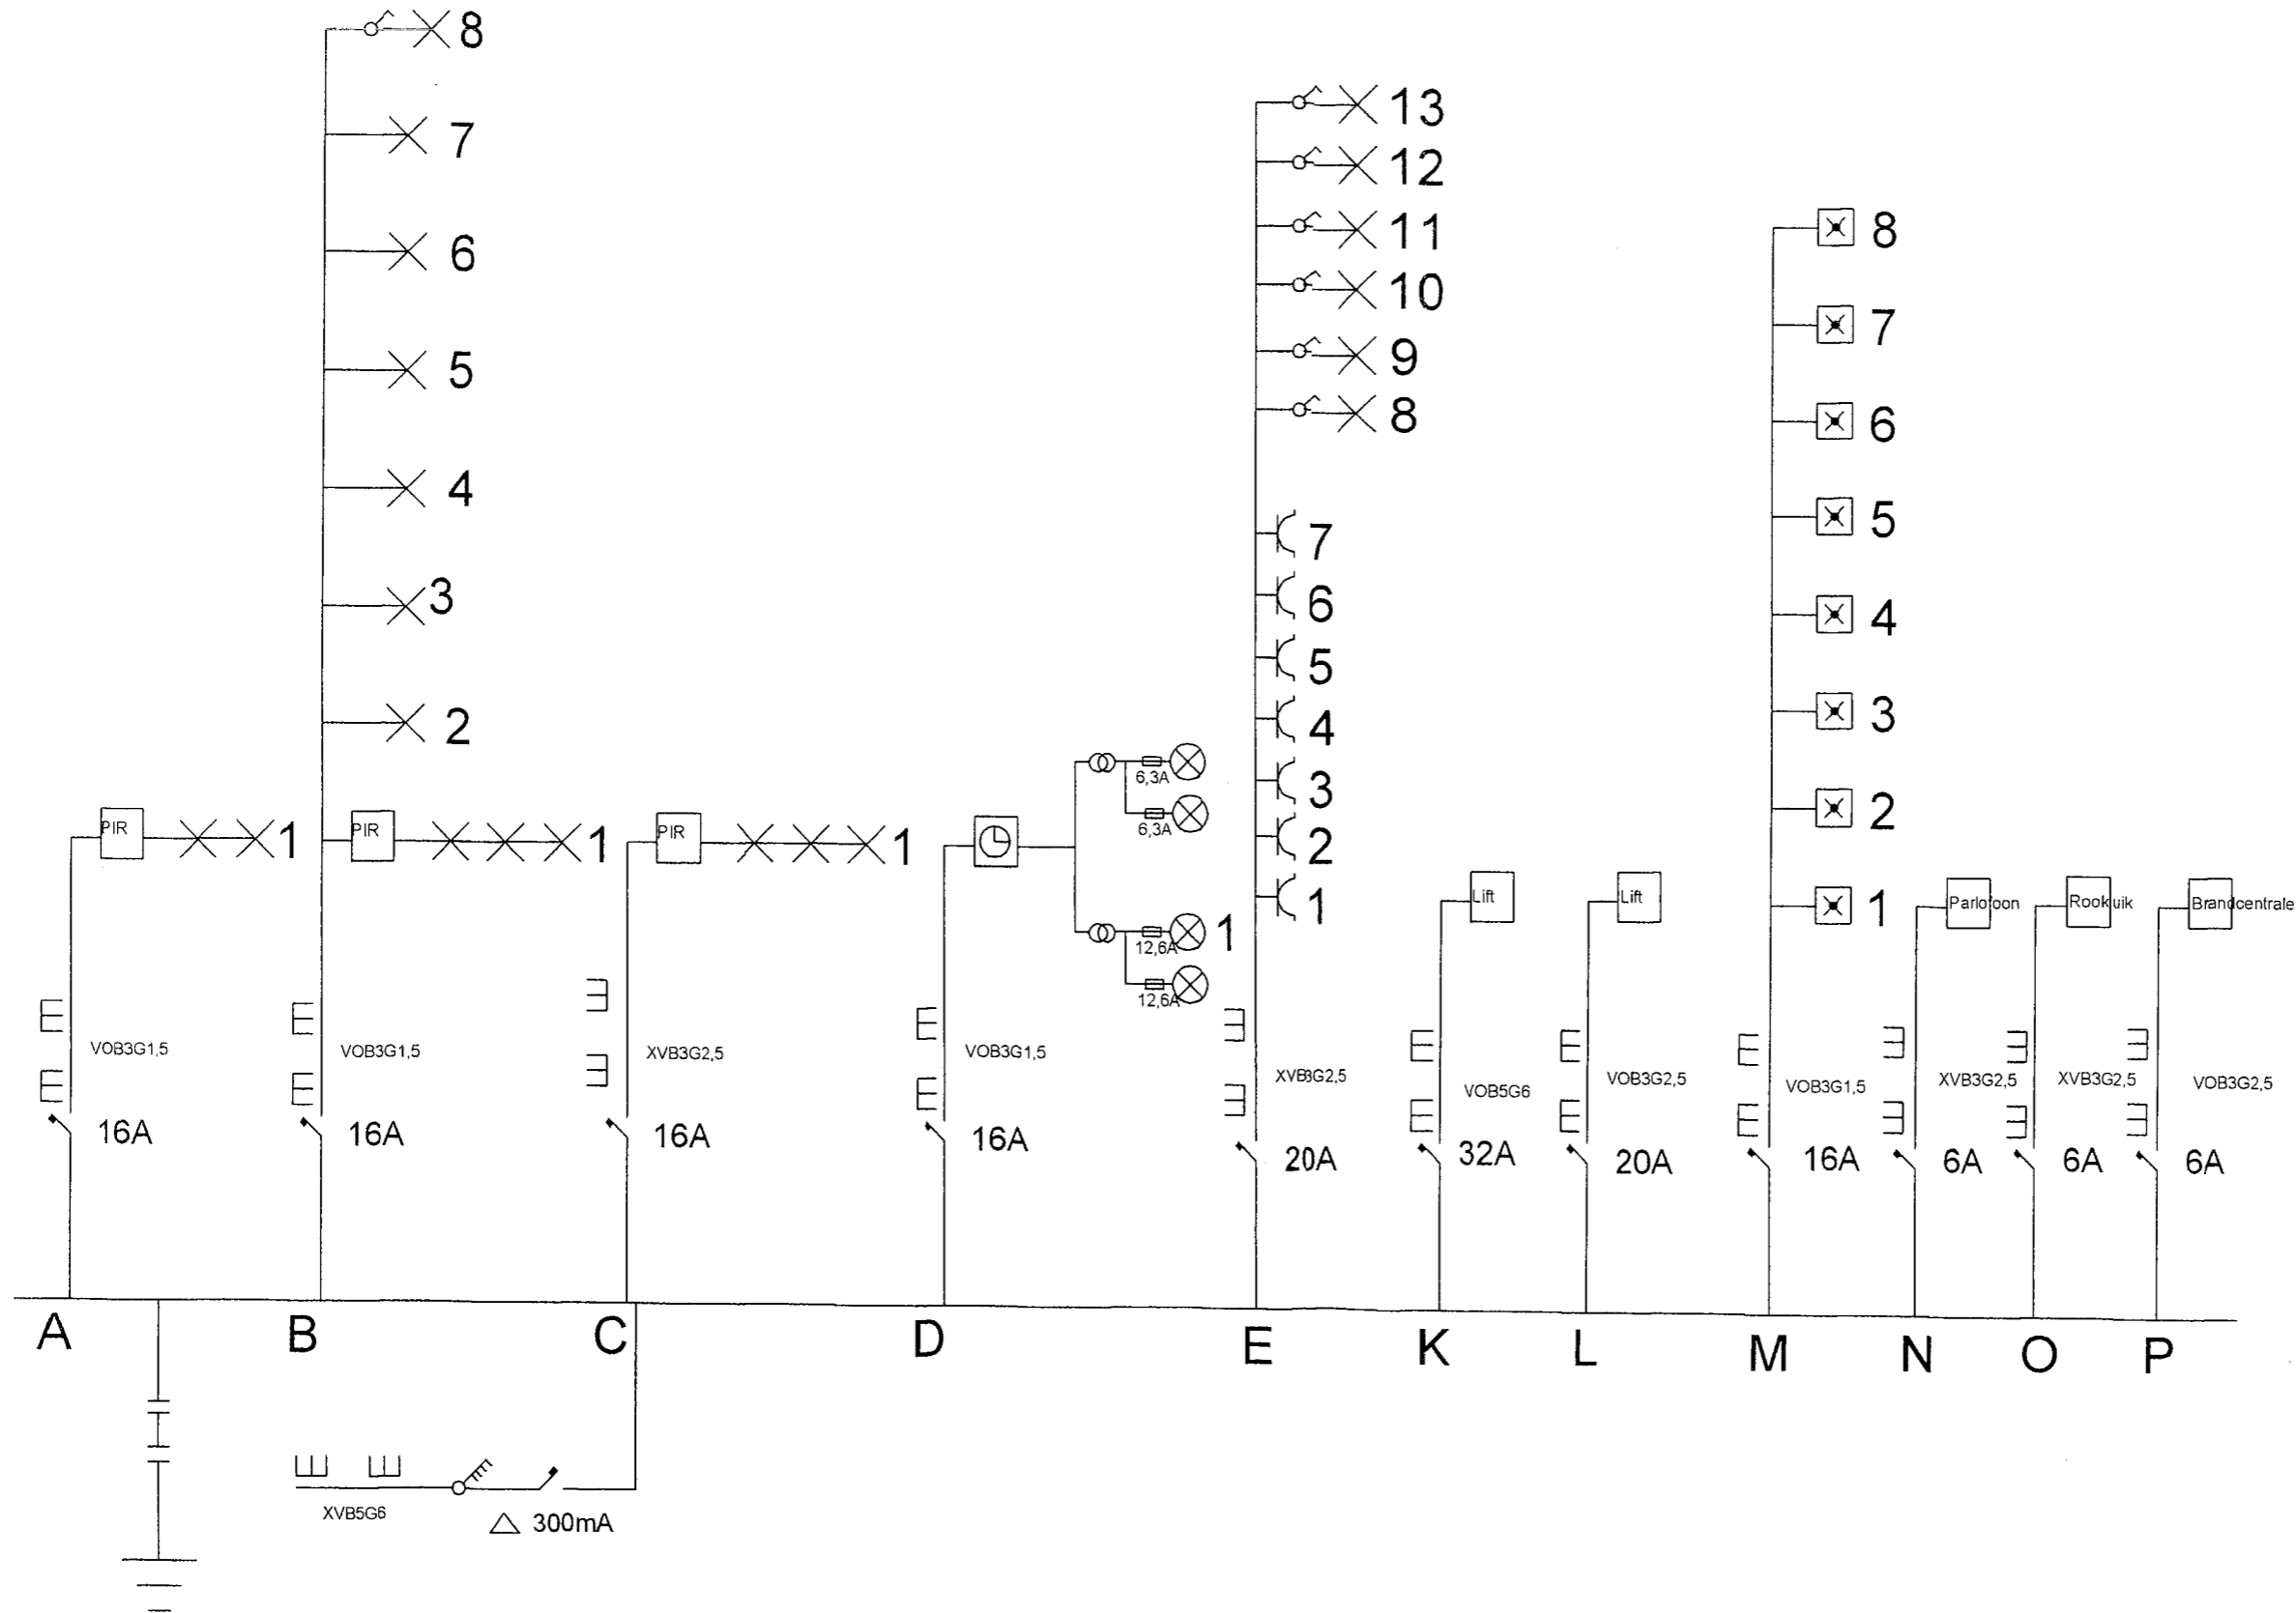 8
7
6
5
4
3
2
PIR 1
PIR 1
PIR 1
6,3A
6,3A
12,6A 1
12,6A
13
12
11
10
9
8
7
6
5
4
3
2
1
Lift
Lift
8
7
6
5
4
3
2
1
Parlofoon
Rookluik
Brandcentrale
VOB3G1,5
VOB3G1,5
XVB3G2,5
VOB3G1,5
XVB3G2,5
VOB5G6
VOB3G2,5
VOB3G1,5
XVB3G2,5
XVB3G2,5
VOB3G2,5
16A
16A
16A
16A
20A
32A
20A
16A
6A
6A
6A
A B C D E K L M N O P
XVB5G6
300mA